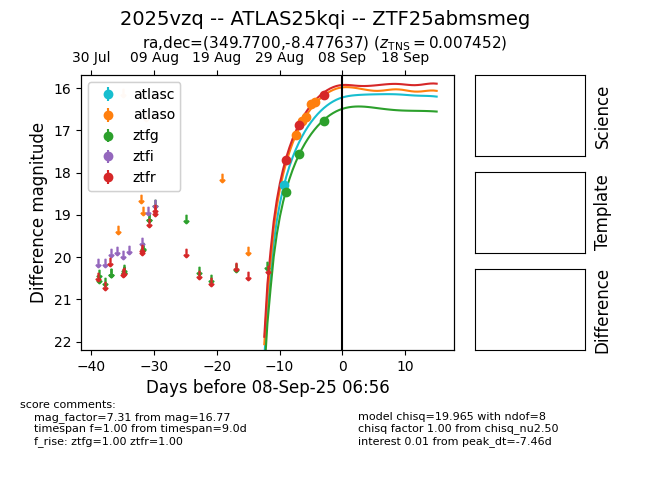 2025vzq -- ATLAS25kqi -- ZTF25abmsmeg
ra,dec=(349.7700,-8.477637) (z_TNS = 0.007452)
30 Jul 09 Aug 19 Aug 29 Aug 08 Sep 18 Sep
16
17
18
19
20
21
22
Difference magnitude
atlasc
atlaso
ztfg
ztfi
ztfr
−40 −30 −20 −10 0 10
Days before 08-Sep-25 06:56
Science
Template
Difference
score comments:
mag_factor=7.31 from mag=16.77
timespan f=1.00 from timespan=9.0d
f_rise: ztfg=1.00 ztfr=1.00
model chisq=19.965 with ndof=8
chisq factor 1.00 from chisq_nu2.50
interest 0.01 from peak_dt=-7.46d